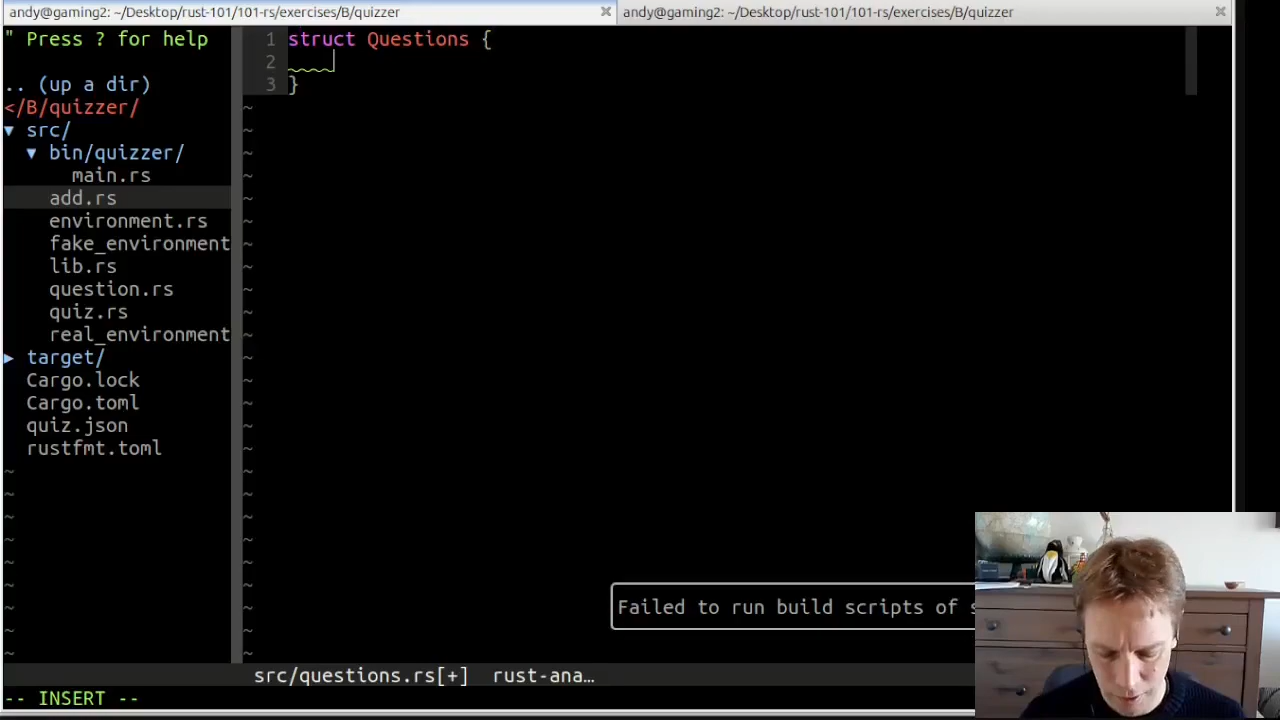 andy@gaming2: ~/Desktop/rust-101/101-rs/exercises/B/quizzer
andy@gaming2: ~/Desktop/rust-101/101-rs/exercises/B/quizzer
" Press ? for help
.. (up a dir)
</B/quizzer/
▼ src/
▼ bin/quizzer/
main.rs
add.rs
environment.rs
fake_environment
lib.rs
question.rs
quiz.rs
real_environment
▶ target/
Cargo.lock
Cargo.toml
quiz.json
rustfmt.toml
1 struct Questions {
2
3 }
Failed to run build scripts of
src/questions.rs[+] rust-ana…
-- INSERT --